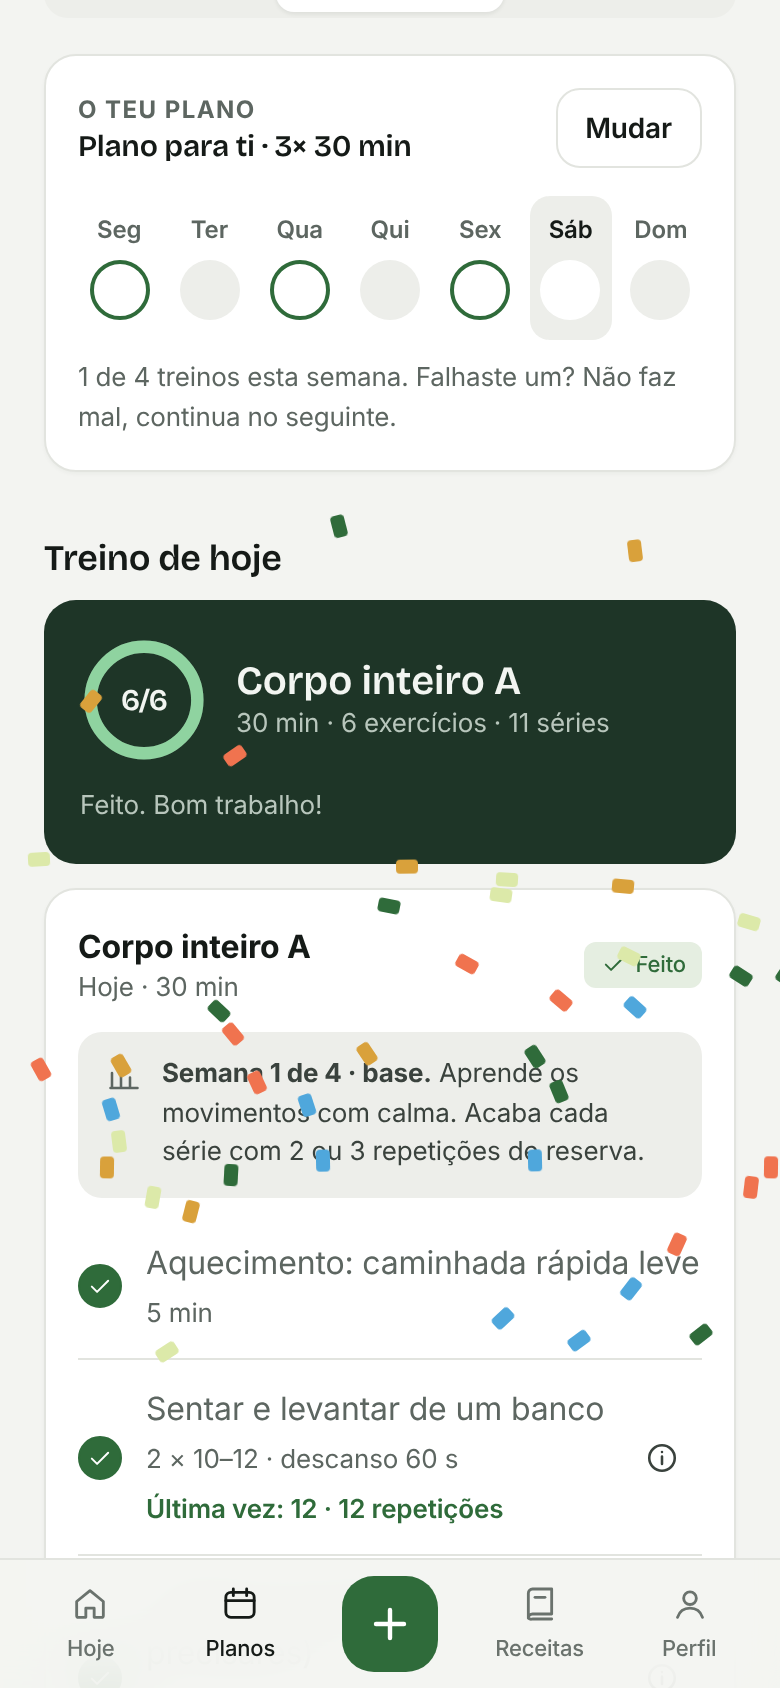 O TEU PLANO
Plano para ti · 3× 30 min
Mudar
Seg Ter Qua Qui Sex Sáb Dom
1 de 4 treinos esta semana. Falhaste um? Não faz
mal, continua no seguinte.
Treino de hoje
6/6
Corpo inteiro A
30 min · 6 exercícios · 11 séries
Feito. Bom trabalho!
Corpo inteiro A
Hoje · 30 min
Feito
Semana 1 de 4 · base. Aprende os
movimentos com calma. Acaba cada
série com 2 ou 3 repetições de reserva.
Aquecimento: caminhada rápida leve
5 min
Sentar e levantar de um banco
2 × 10–12 · descanso 60 s
Última vez: 12 · 12 repetições
Hoje Planos Receitas Perfil